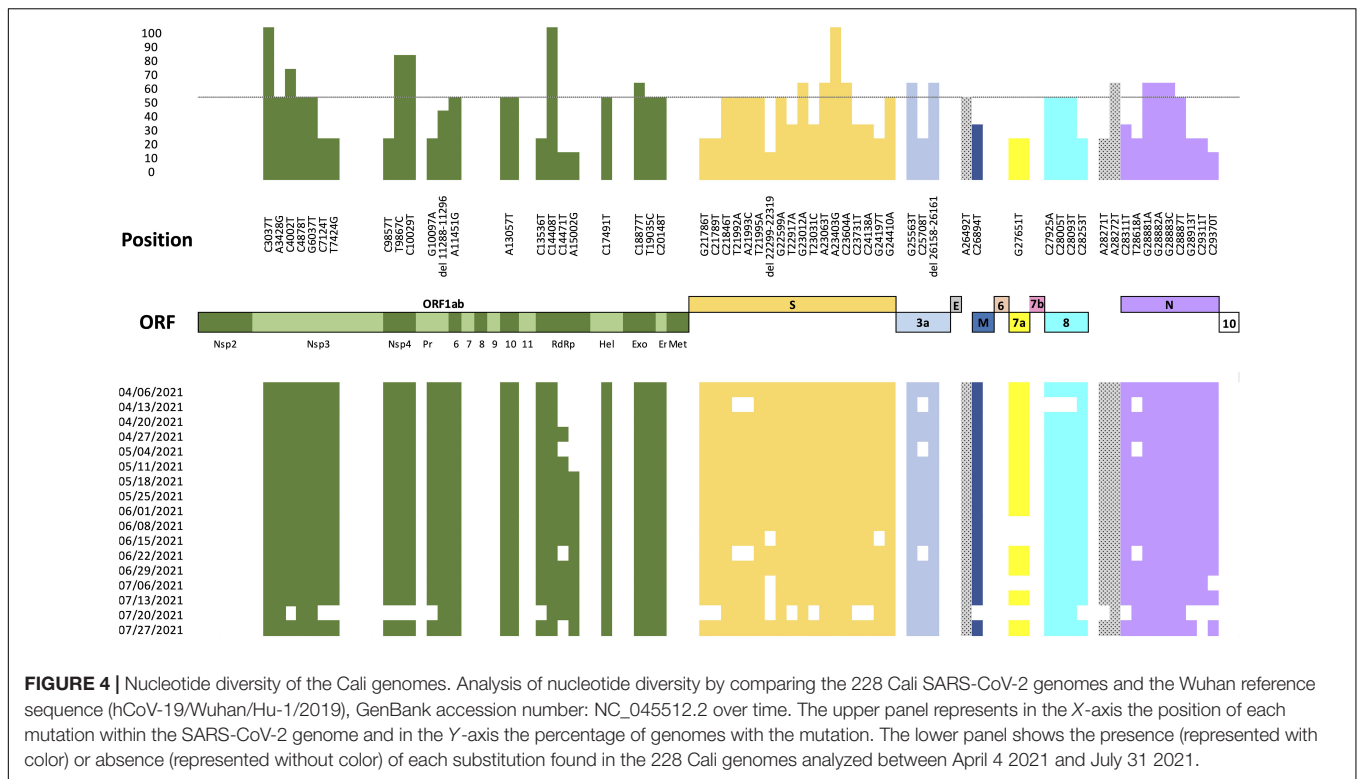 100
90
80
70
60
50
40
30
20
10
0
Position
C3037T
A3428G
G4002T
C4878T
G6037T
C7124T
T7424G
C9857T
T9867C
C10029T
G10097A
del 11288-11296
A11451G
A13057T
C13536T
C14408T
C14471T
A15002G
C17491T
C18877T
T19035C
C20148T
G21786T
C21789T
C21846T
T21992A
A21993C
T21995A
del 22299-22319
G22599A
T22917A
G23012A
T23031C
A23063T
A23403G
C23604A
C23731T
C24138A
G24197T
G24410A
G25563T
C25708T
del 26158-26161
A26492T
C26894T
G27651T
C27925A
C28005T
C28093T
C28253T
A28271T
A28272T
C28311T
T28618A
G28881A
G28882A
G28883C
C28887T
G28913T
C29311T
C29370T
ORF
ORF1ab
S
3a
E
M
6
7a
7b
8
N
10
Nsp2 Nsp3 Nsp4 Pr 6 7 8 9 10 11 RdRp Hel Exo Er Met
04/06/2021
04/13/2021
04/20/2021
04/27/2021
05/04/2021
05/11/2021
05/18/2021
05/25/2021
06/01/2021
06/08/2021
06/15/2021
06/22/2021
06/29/2021
07/06/2021
07/13/2021
07/20/2021
07/27/2021
FIGURE 4 | Nucleotide diversity of the Cali genomes. Analysis of nucleotide diversity by comparing the 228 Cali SARS-CoV-2 genomes and the Wuhan reference
sequence (hCoV-19/Wuhan/Hu-1/2019), GenBank accession number: NC_045512.2 over time. The upper panel represents in the X-axis the position of each
mutation within the SARS-CoV-2 genome and in the Y-axis the percentage of genomes with the mutation. The lower panel shows the presence (represented with
color) or absence (represented without color) of each substitution found in the 228 Cali genomes analyzed between April 4 2021 and July 31 2021.